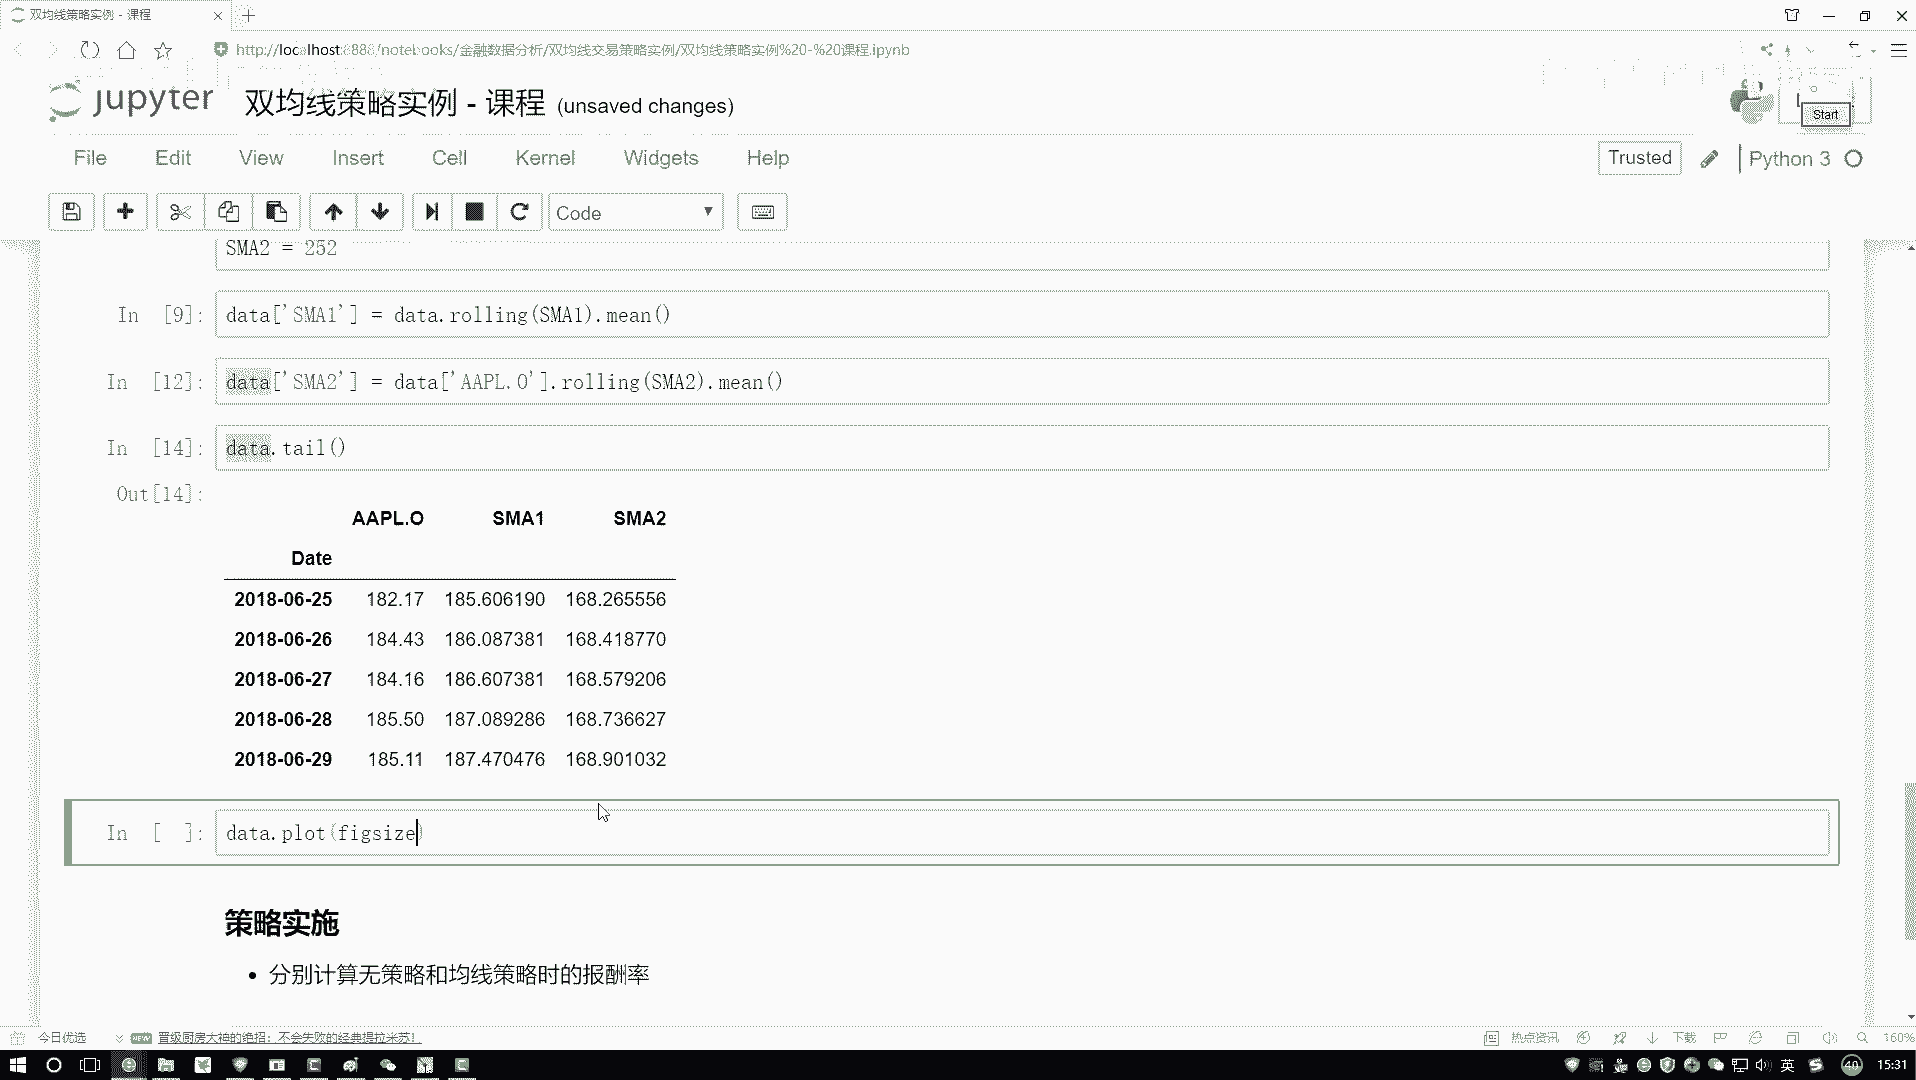 双均线策略实例 - 课程
http://localhost:8888/notebooks/金融数据分析/双均线交易策略实例/双均线策略实例%20-%20课程.ipynb
jupyter 双均线策略实例 - 课程 (unsaved changes)
Start
File Edit View Insert Cell Kernel Widgets Help
Trusted Python 3
Code
SMA2 = 252
In [9]: data['SMA1'] = data.rolling(SMA1).mean()
In [12]: data['SMA2'] = data['AAPL.O'].rolling(SMA2).mean()
In [14]: data.tail()
Out[14]:
AAPL.O SMA1 SMA2
Date
2018-06-25 182.17 185.606190 168.265556
2018-06-26 184.43 186.087381 168.418770
2018-06-27 184.16 186.607381 168.579206
2018-06-28 185.50 187.089286 168.736627
2018-06-29 185.11 187.470476 168.901032
In [ ]: data.plot(figsize)
策略实施
• 分别计算无策略和均线策略时的报酬率
今日优选 NEW 晋级厨房大神的绝招：不会失败的经典提拉米苏！ 热点资讯 下载 160%
英 40 15:31